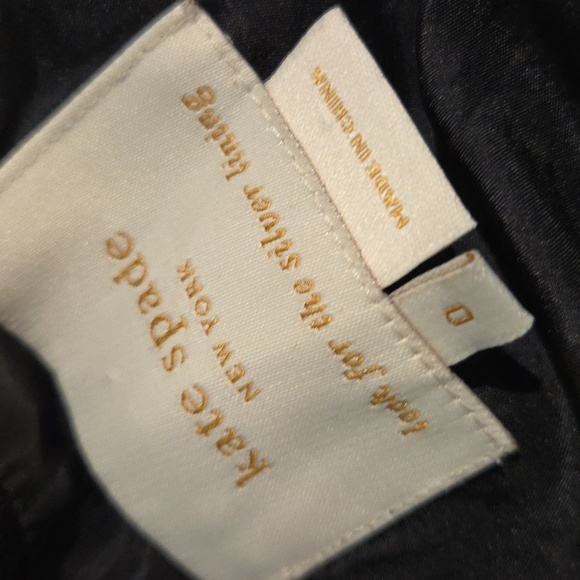 kate spade
NEW YORK
look for the silver lining
MADE IN CHINA
0